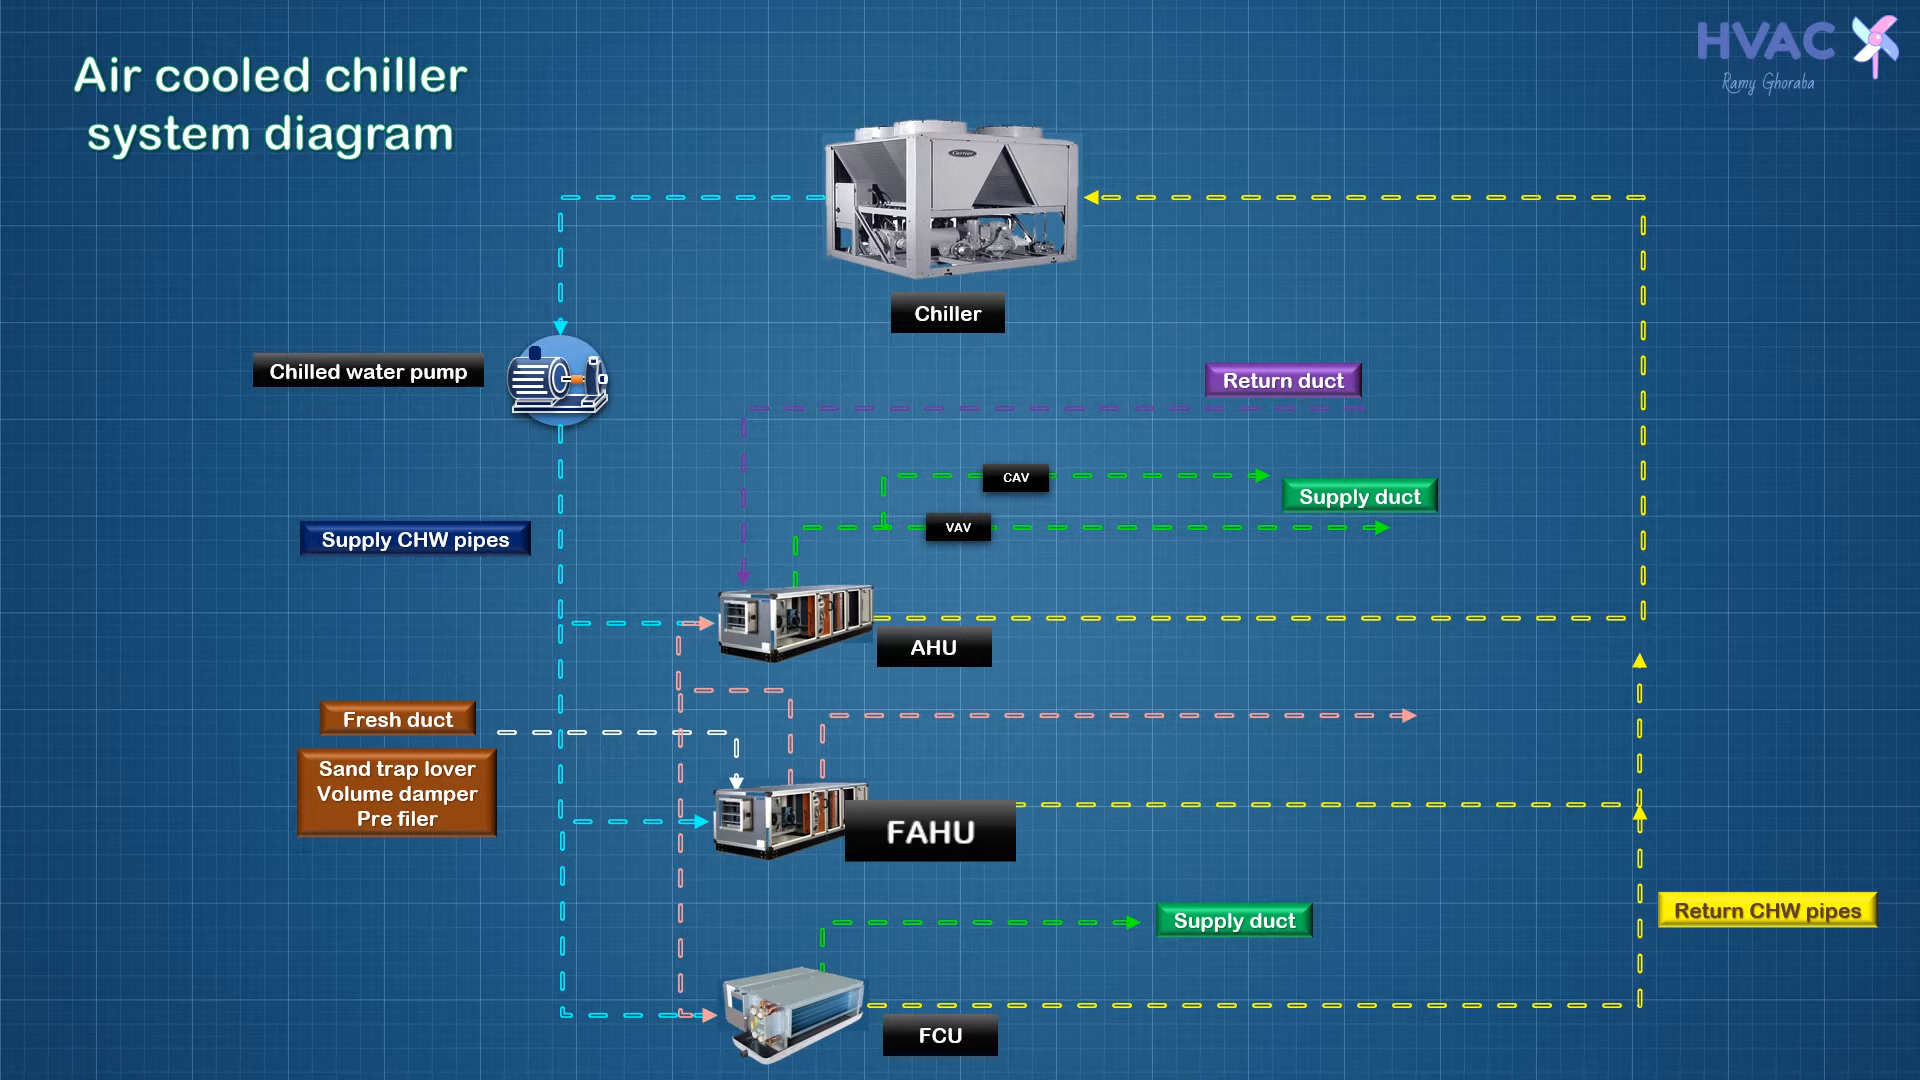 Air cooled chiller
system diagram
HVAC
Ramy Ghoraba
Carrier
Chiller
Chilled water pump
Return duct
CAV
Supply duct
VAV
Supply CHW pipes
AHU
Fresh duct
Sand trap lover
Volume damper
Pre filer
FAHU
Return CHW pipes
Supply duct
FCU